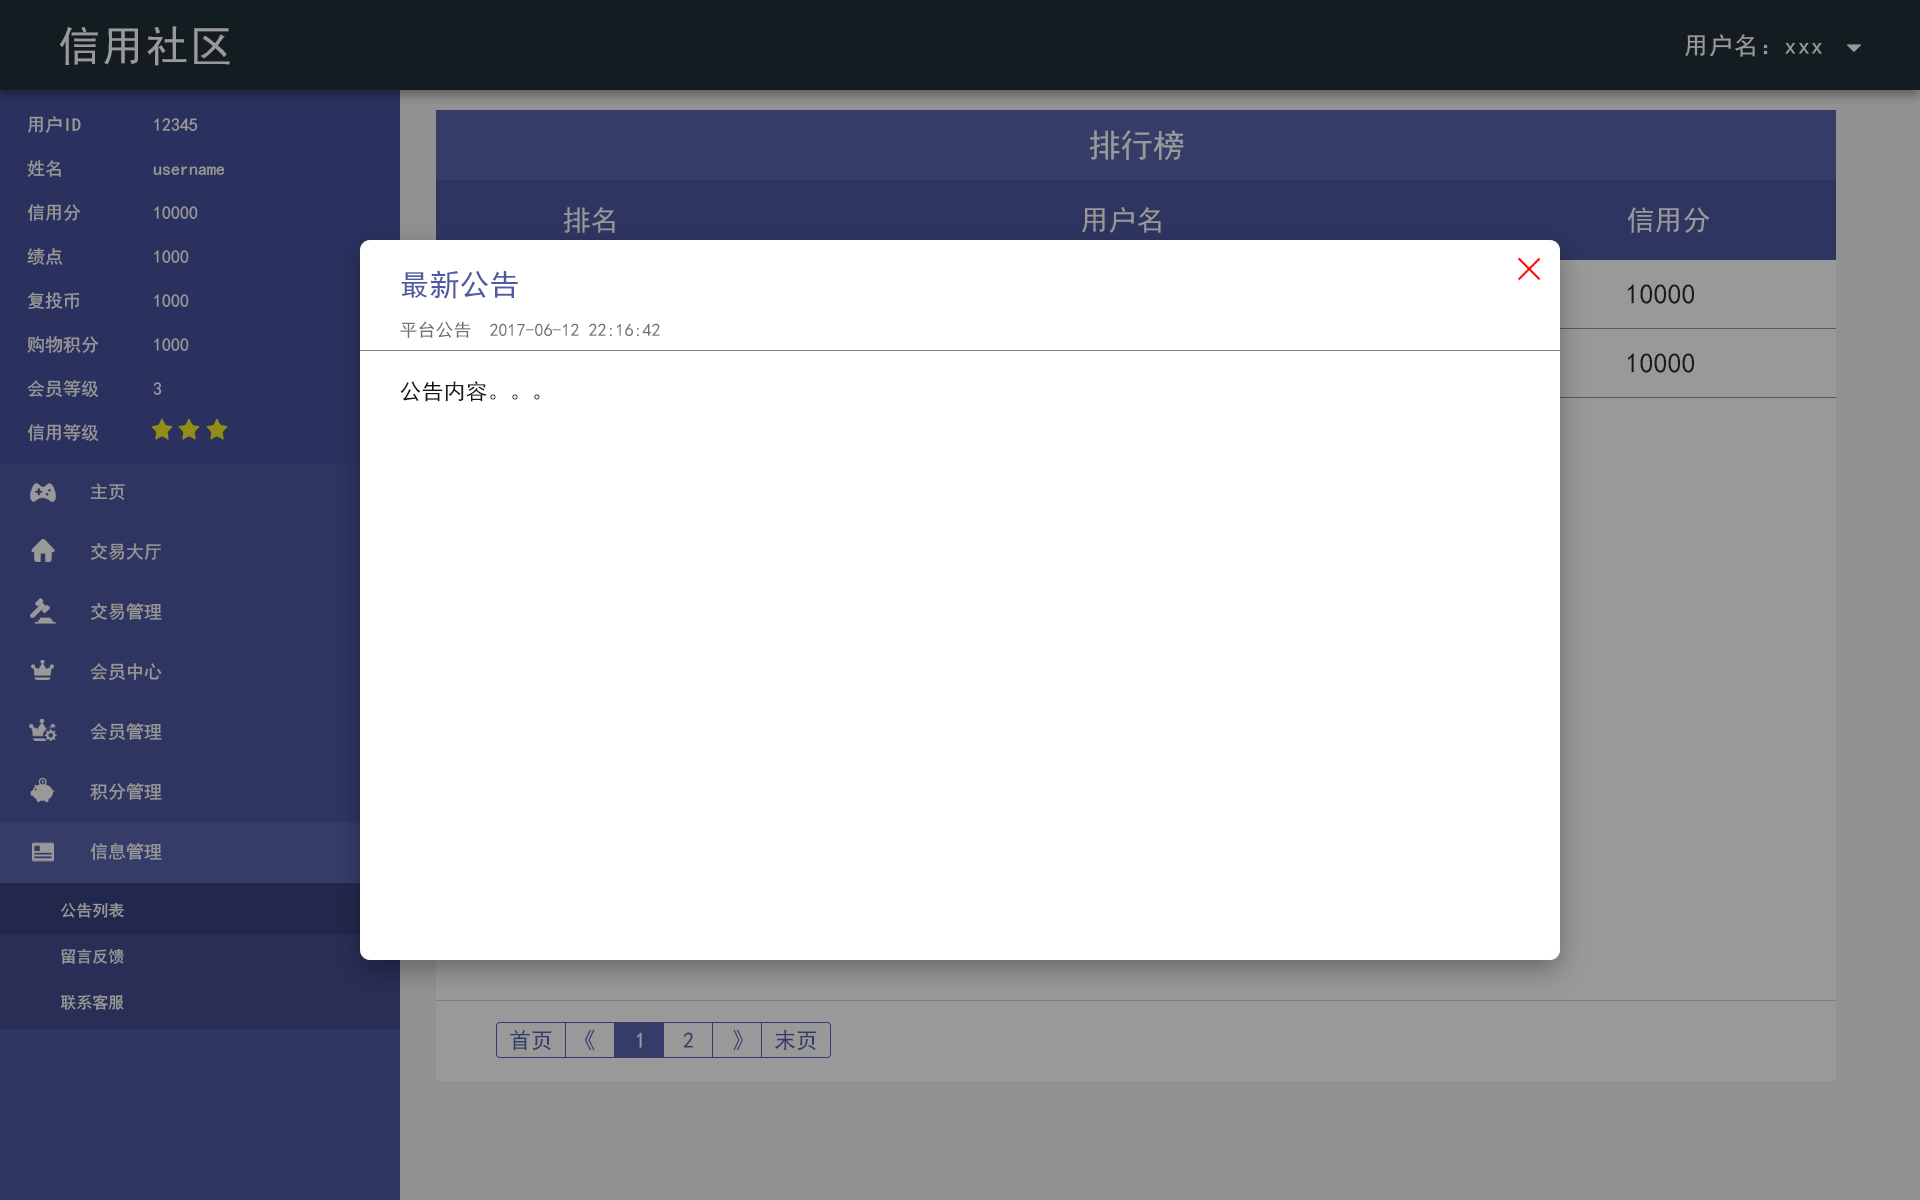 信用社区
用户名：xxx
用户ID 12345
姓名 username
信用分 10000
绩点 1000
复投币 1000
购物积分 1000
会员等级 3
信用等级
主页
交易大厅
交易管理
会员中心
会员管理
积分管理
信息管理
公告列表
留言反馈
联系客服
排行榜
排名 用户名 信用分
10000
10000
最新公告
平台公告 2017-06-12 22:16:42
公告内容。。。
首页 《 1 2 》 末页